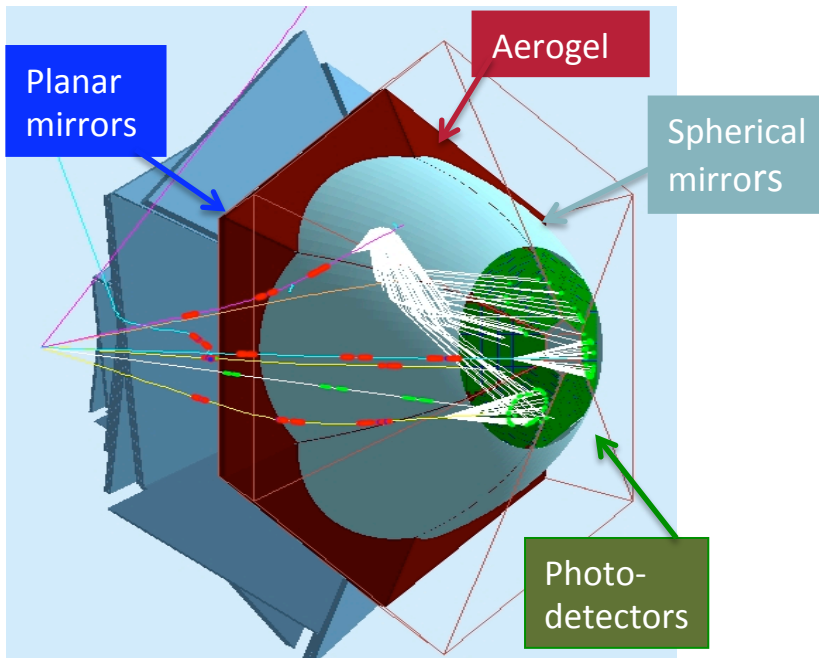 Aerogel
Planar
mirrors
Spherical
mirrors
Photo-
detectors